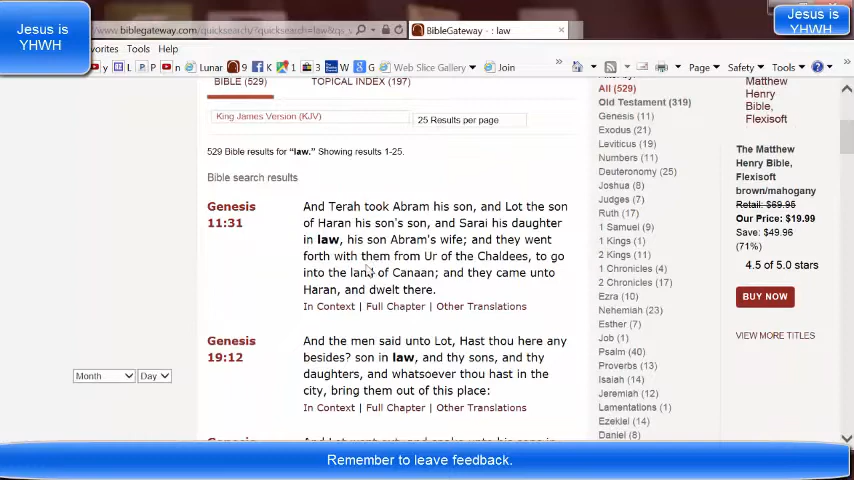 Jesus is
YHWH
www.biblegateway.com/quicksearch/?quicksearch=law&qs_v
BibleGateway - : law
Jesus is
YHWH
avorites Tools Help
y L P n Lunar 9 K 1 W G Web Slice Gallery Join Page Safety Tools
BIBLE (529) TOPICAL INDEX (197)
King James Version (KJV) 25 Results per page
529 Bible results for “law.” Showing results 1-25.
Bible search results
Genesis
11:31
And Terah took Abram his son, and Lot the son
of Haran his son's son, and Sarai his daughter
in law, his son Abram's wife; and they went
forth with them from Ur of the Chaldees, to go
into the land of Canaan; and they came unto
Haran, and dwelt there.
In Context | Full Chapter | Other Translations
Genesis
19:12
And the men said unto Lot, Hast thou here any
besides? son in law, and thy sons, and thy
daughters, and whatsoever thou hast in the
city, bring them out of this place:
In Context | Full Chapter | Other Translations
Month Day
All (529)
Old Testament (319)
Genesis (11)
Exodus (21)
Leviticus (19)
Numbers (11)
Deuteronomy (25)
Joshua (8)
Judges (7)
Ruth (17)
1 Samuel (9)
1 Kings (1)
2 Kings (11)
1 Chronicles (4)
2 Chronicles (17)
Ezra (10)
Nehemiah (23)
Esther (7)
Job (1)
Psalm (40)
Proverbs (13)
Isaiah (14)
Jeremiah (12)
Lamentations (1)
Ezekiel (14)
Daniel (8)
Matthew
Henry
Bible,
Flexisoft
The Matthew
Henry Bible,
Flexisoft
brown/mahogany
Retail: $69.95
Our Price: $19.99
Save: $49.96
(71%)
4.5 of 5.0 stars
BUY NOW
VIEW MORE TITLES
Remember to leave feedback.